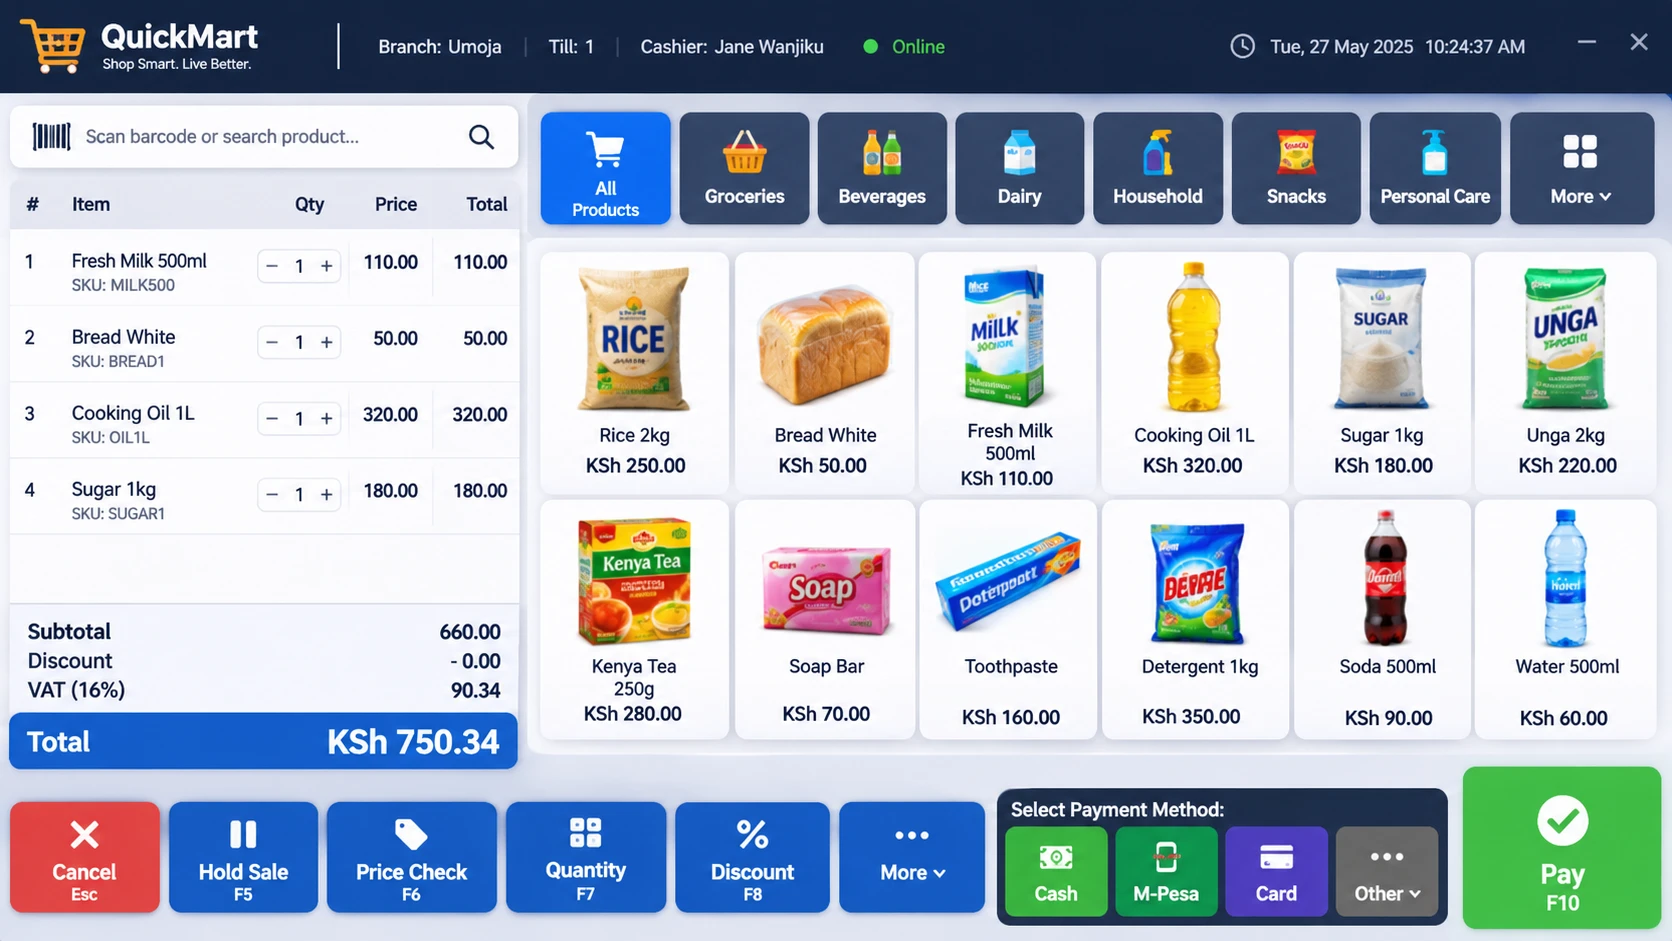 QuickMart
Shop Smart. Live Better.
Branch: Umoja
Till: 1
Cashier: Jane Wanjiku
Online
Tue, 27 May 2025 10:24:37 AM
Scan barcode or search product...
# Item Qty Price Total
1 Fresh Milk 500ml − 1 + 110.00 110.00
SKU: MILK500
2 Bread White − 1 + 50.00 50.00
SKU: BREAD1
3 Cooking Oil 1L − 1 + 320.00 320.00
SKU: OIL1L
4 Sugar 1kg − 1 + 180.00 180.00
SKU: SUGAR1
Subtotal 660.00
Discount - 0.00
VAT (16%) 90.34
Total KSh 750.34
All
Products
Groceries
Beverages
Dairy
Household
Snacks
Personal Care
More
RICE
Rice 2kg
KSh 250.00
Bread White
KSh 50.00
Milk
Fresh Milk
500ml
KSh 110.00
Cooking Oil 1L
KSh 320.00
SUGAR
Sugar 1kg
KSh 180.00
UNGA
Unga 2kg
KSh 220.00
Kenya Tea
Kenya Tea
250g
KSh 280.00
Soap
Soap Bar
KSh 70.00
Toothpaste
KSh 160.00
Detergent 1kg
KSh 350.00
Soda 500ml
KSh 90.00
Water 500ml
KSh 60.00
Cancel
Esc
Hold Sale
F5
Price Check
F6
Quantity
F7
Discount
F8
More
Select Payment Method:
Cash
M-Pesa
Card
Other
Pay
F10